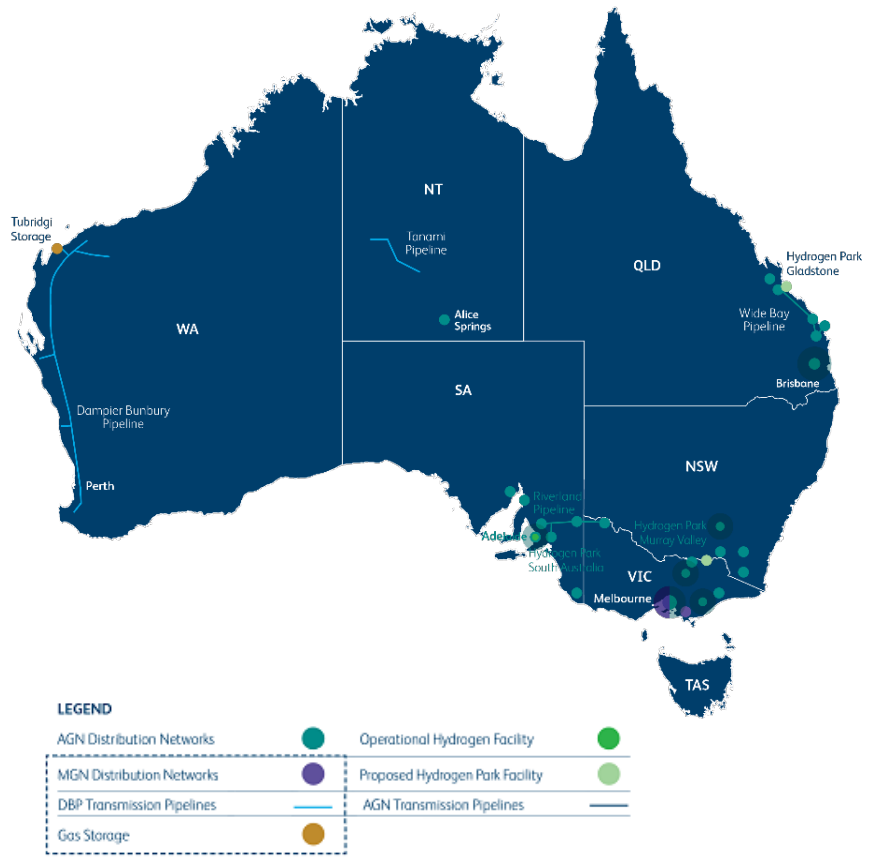 NT
Tubridgi
Storage
Tanami
Pipeline
QLD
Hydrogen Park
Gladstone
Alice
Springs
Wide Bay
Pipeline
WA
Brisbane
SA
Dampier Bunbury
Pipeline
NSW
Perth
Riverland
Pipeline
Hydrogen Park
Murray Valley
Adelaide
Hydrogen Park
South Australia
VIC
Melbourne
TAS
LEGEND
AGN Distribution Networks
Operational Hydrogen Facility
MGN Distribution Networks
Proposed Hydrogen Park Facility
DBP Transmission Pipelines
AGN Transmission Pipelines
Gas Storage